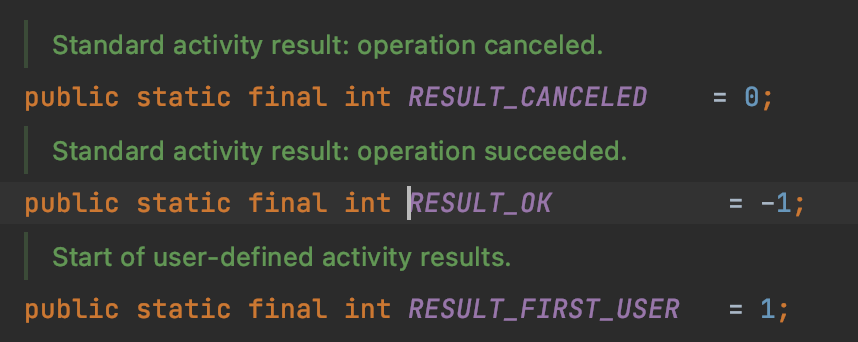 Standard activity result: operation canceled.
public static final int RESULT_CANCELED    = 0;
Standard activity result: operation succeeded.
public static final int RESULT_OK           = -1;
Start of user-defined activity results.
public static final int RESULT_FIRST_USER   = 1;